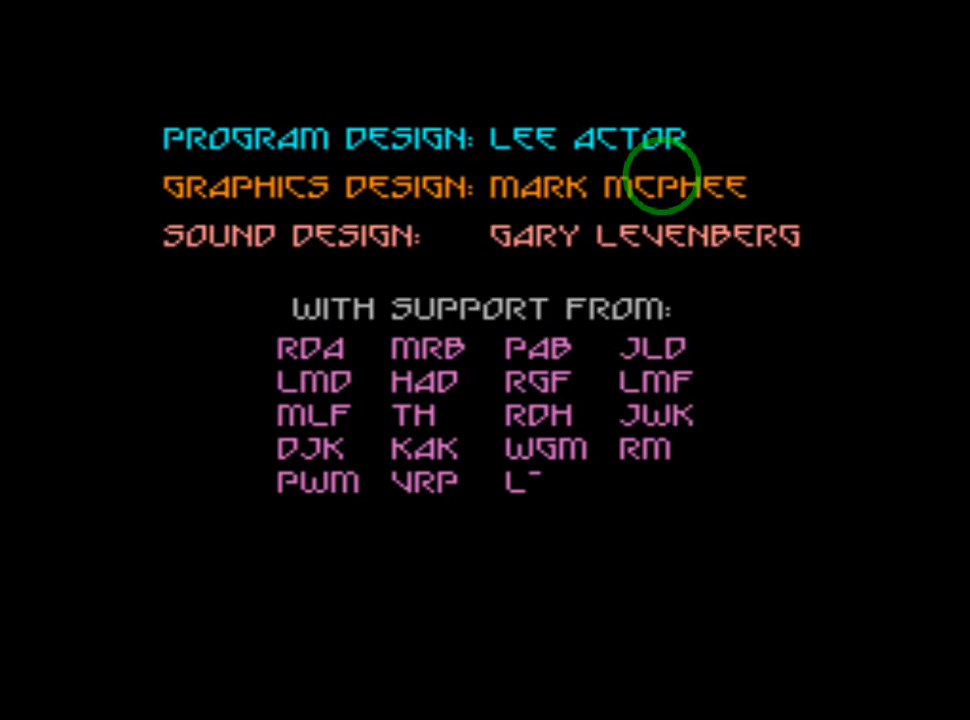 PROGRAM DESIGN: LEE ACTOR
GRAPHICS DESIGN: MARK MCPHEE
SOUND DESIGN: GARY LEVENBERG
WITH SUPPORT FROM:
RDA MRB PAB JLD
LMD HAD RGF LMF
MLF TH RDH JWK
DJK KAK WGM RM
PWM VRP